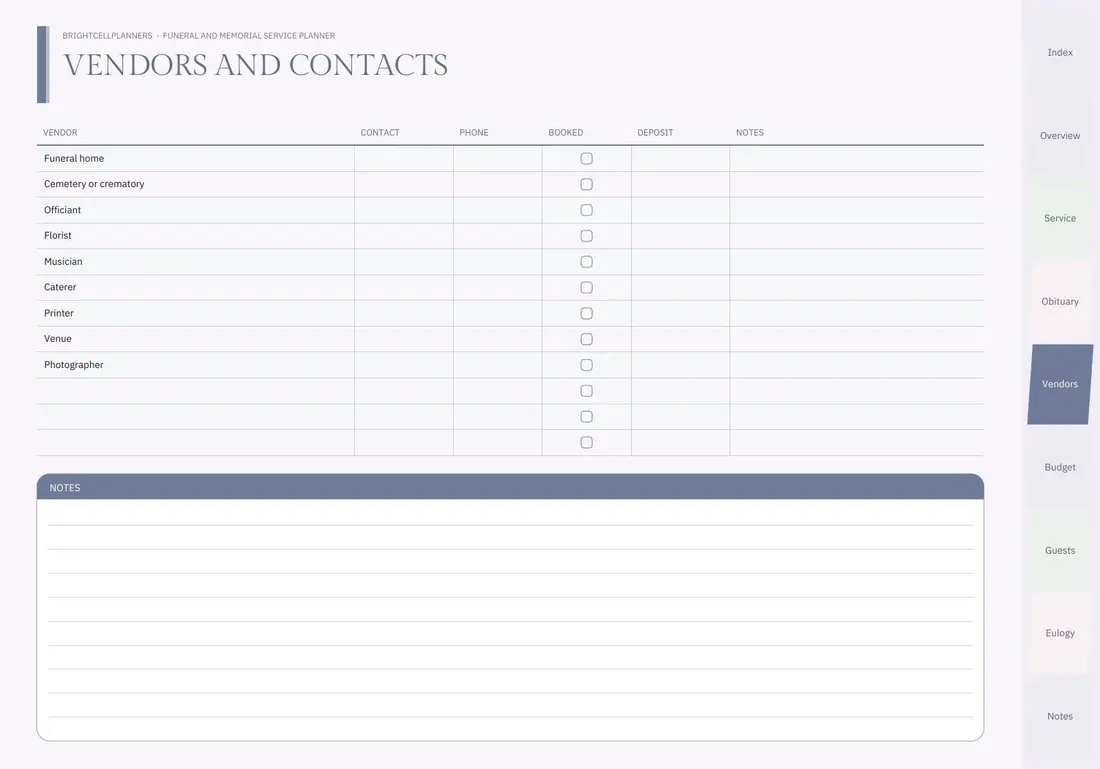 BRIGHTCELLPLANNERS · FUNERAL AND MEMORIAL SERVICE PLANNER
VENDORS AND CONTACTS
VENDOR CONTACT PHONE BOOKED DEPOSIT NOTES
Funeral home
Cemetery or crematory
Officiant
Florist
Musician
Caterer
Printer
Venue
Photographer
NOTES
Index
Overview
Service
Obituary
Vendors
Budget
Guests
Eulogy
Notes